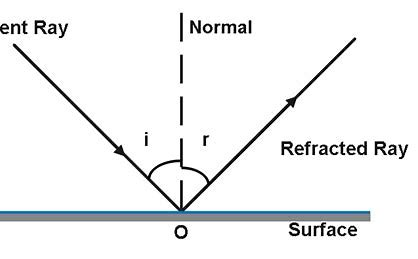 ent Ray
Normal
i
r
Refracted Ray
O
Surface